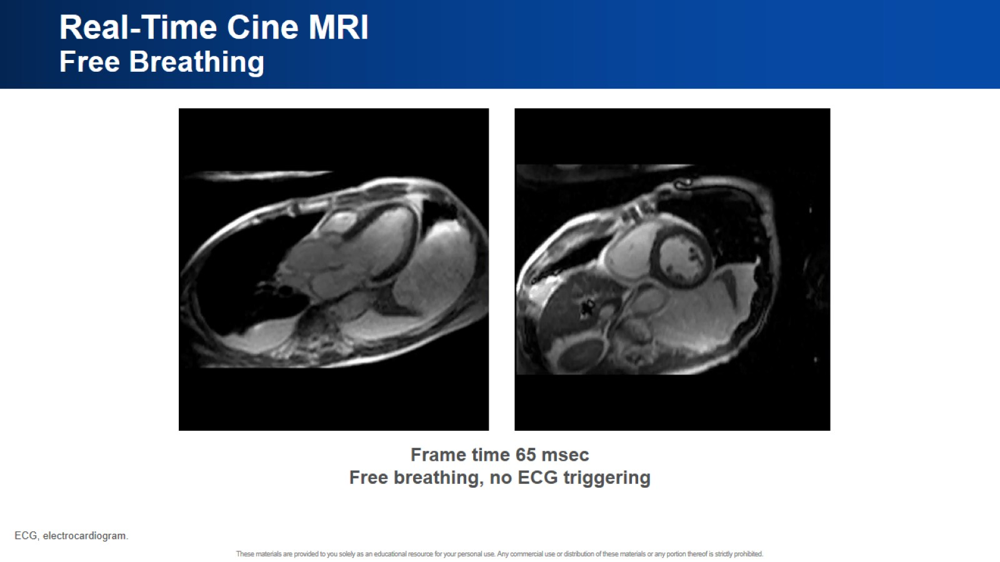 Real-Time Cine MRI
Free Breathing
Frame time 65 msec
Free breathing, no ECG triggering
ECG, electrocardiogram.
These materials are provided to you solely as an educational resource for your personal use. Any commercial use or distribution of these materials or any portion thereof is strictly prohibited.